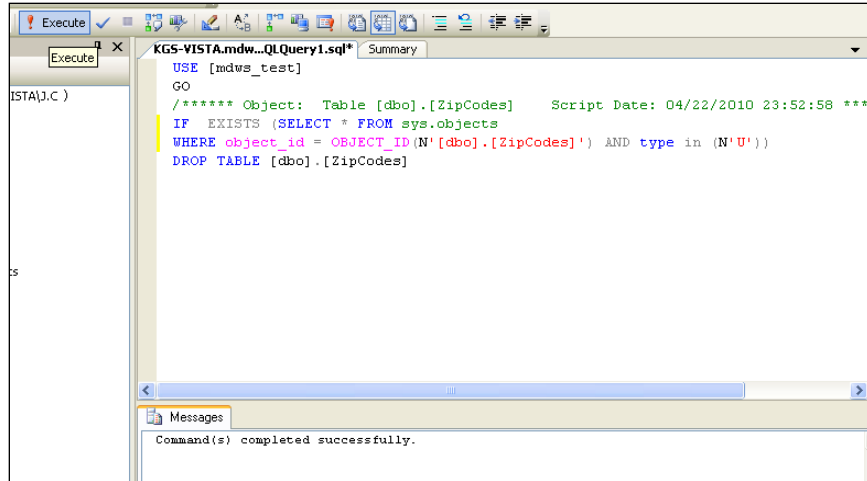 Execute
Execute
ISTA\J.C )
ts
KGS-VISTA.mdw...QLQuery1.sql* Summary
USE [mdws_test]
GO
/****** Object:  Table [dbo].[ZipCodes]    Script Date: 04/22/2010 23:52:58 ***
IF  EXISTS (SELECT * FROM sys.objects
WHERE object_id = OBJECT_ID(N'[dbo].[ZipCodes]') AND type in (N'U'))
DROP TABLE [dbo].[ZipCodes]
Messages
Command(s) completed successfully.